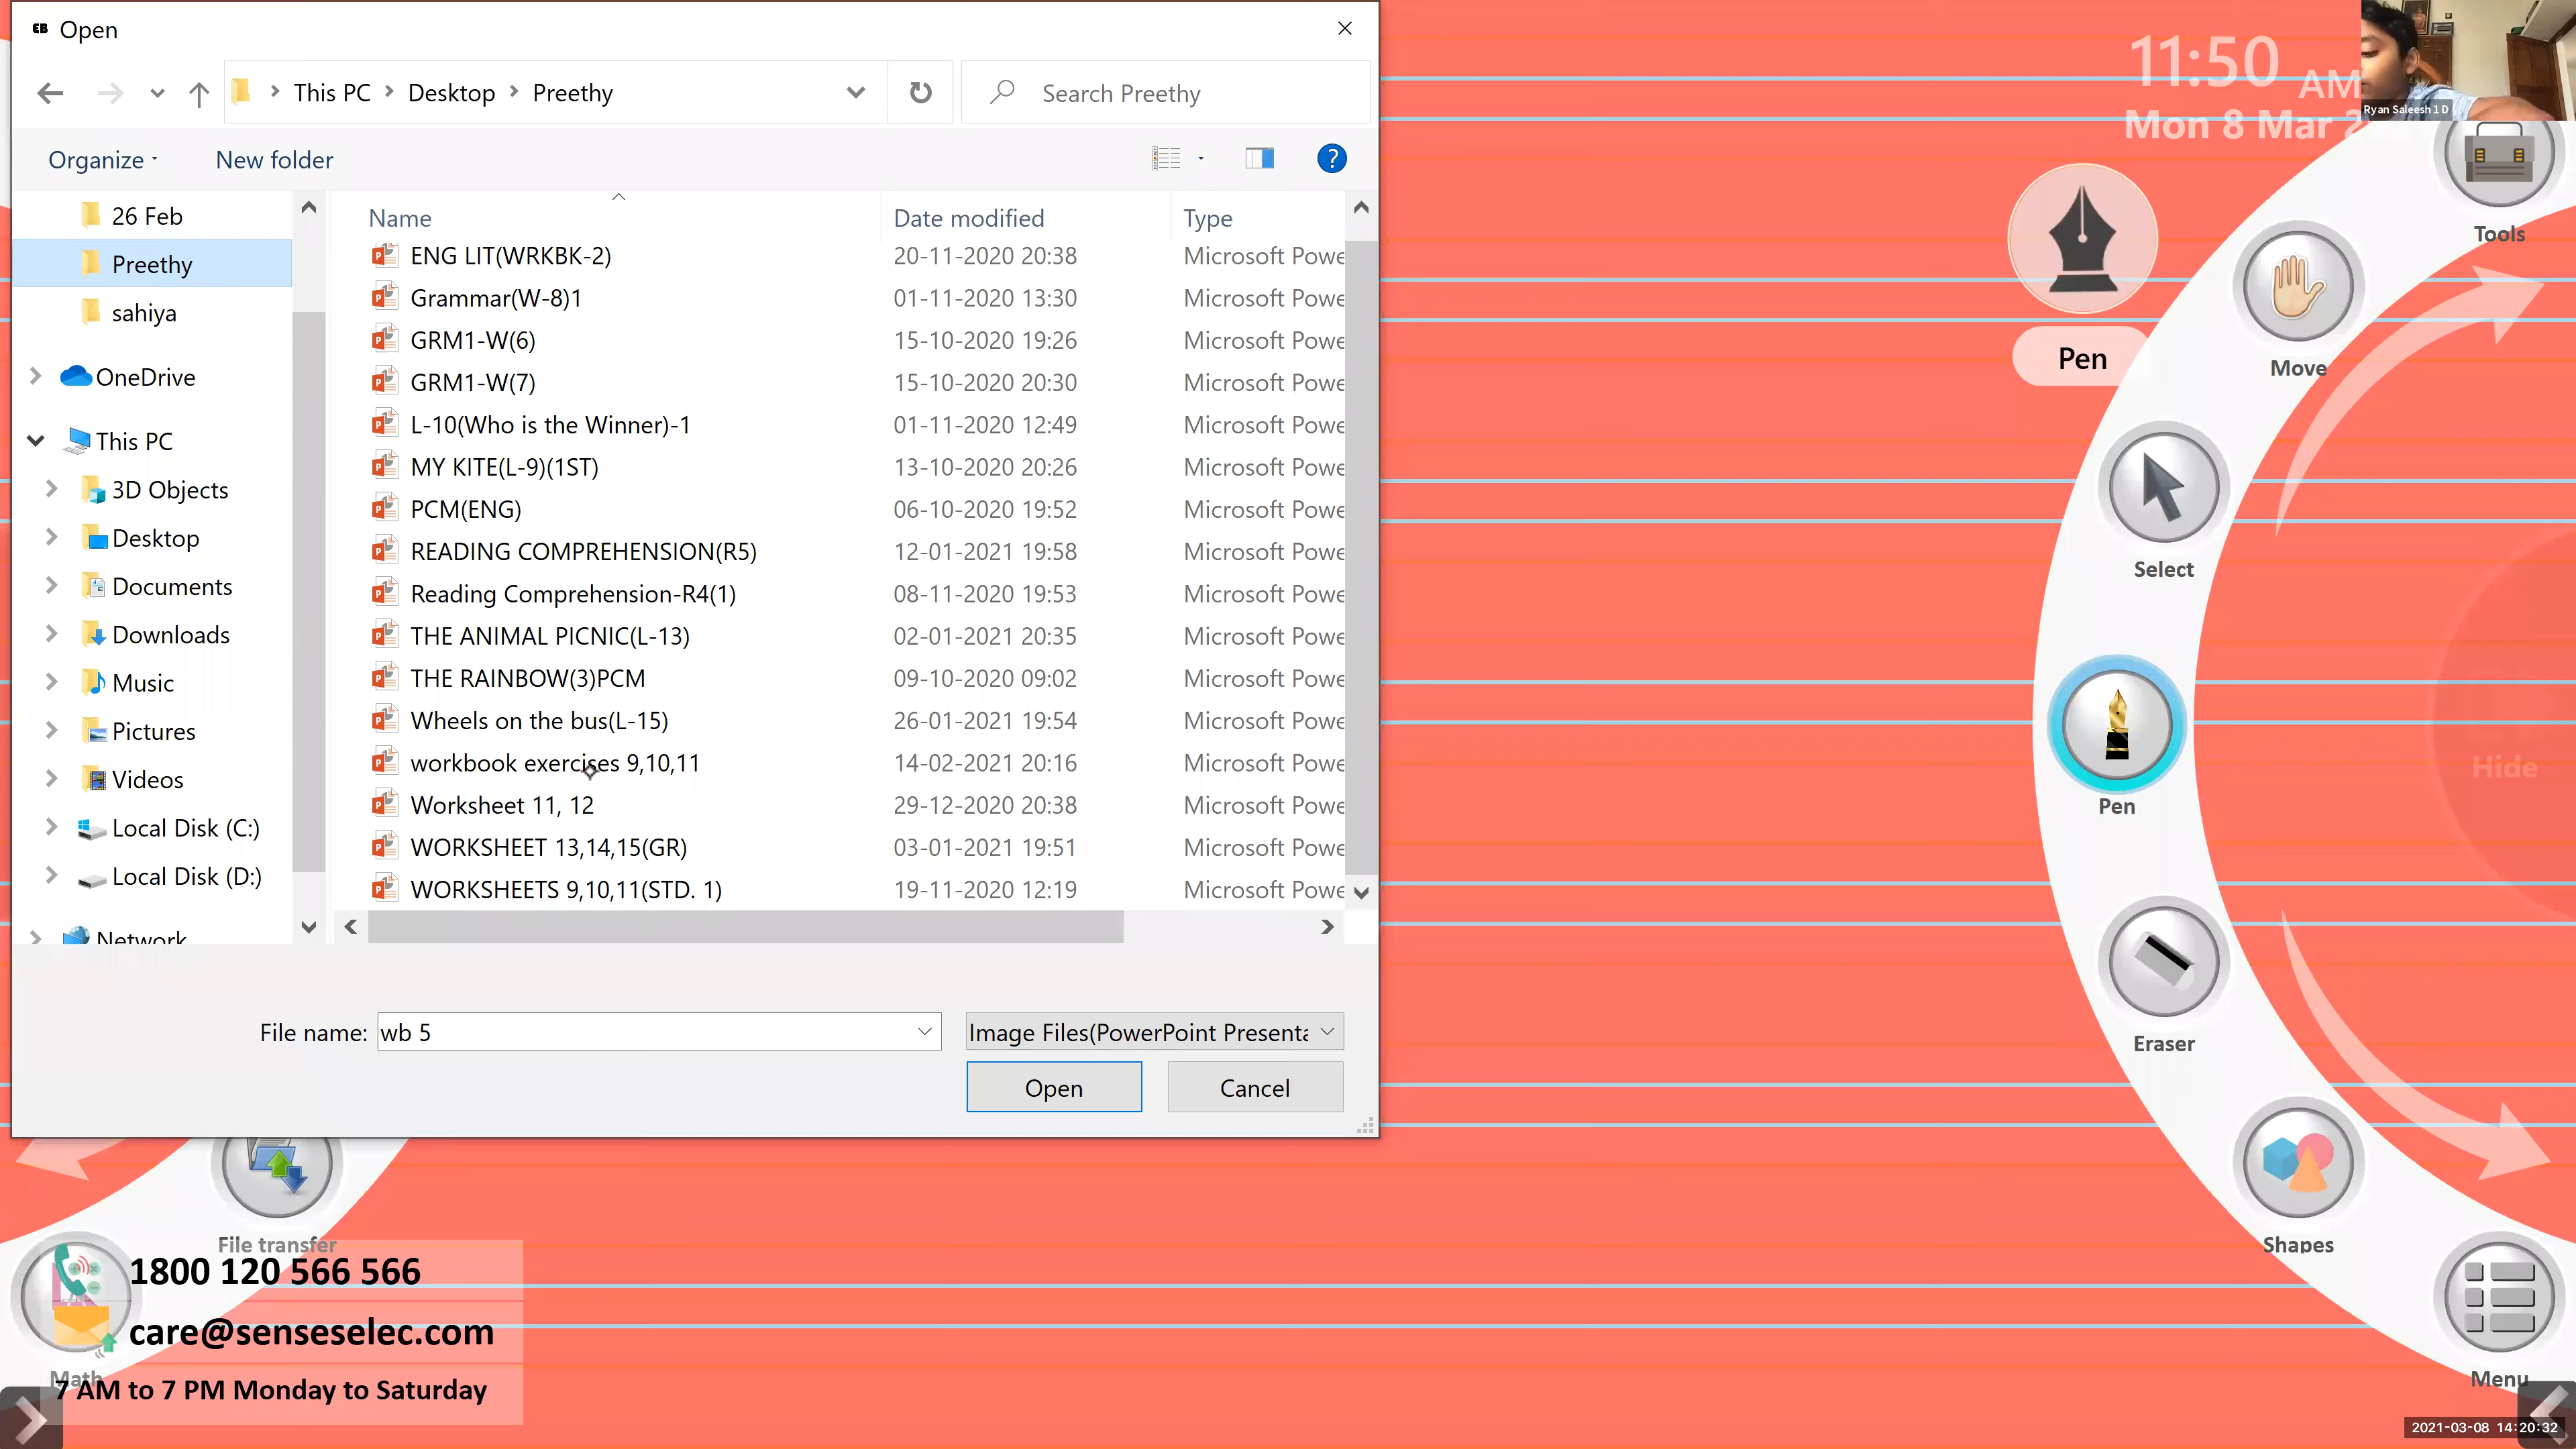 EB Open
This PC > Desktop > Preethy
Search Preethy
Organize
New folder
26 Feb
Preethy
sahiya
OneDrive
This PC
3D Objects
Desktop
Documents
Downloads
Music
Pictures
Videos
Local Disk (C:)
Local Disk (D:)
Network
Name Date modified Type
ENG LIT(WRKBK-2) 20-11-2020 20:38 Microsoft Powe
Grammar(W-8)1 01-11-2020 13:30 Microsoft Powe
GRM1-W(6) 15-10-2020 19:26 Microsoft Powe
GRM1-W(7) 15-10-2020 20:30 Microsoft Powe
L-10(Who is the Winner)-1 01-11-2020 12:49 Microsoft Powe
MY KITE(L-9)(1ST) 13-10-2020 20:26 Microsoft Powe
PCM(ENG) 06-10-2020 19:52 Microsoft Powe
READING COMPREHENSION(R5) 12-01-2021 19:58 Microsoft Powe
Reading Comprehension-R4(1) 08-11-2020 19:53 Microsoft Powe
THE ANIMAL PICNIC(L-13) 02-01-2021 20:35 Microsoft Powe
THE RAINBOW(3)PCM 09-10-2020 09:02 Microsoft Powe
Wheels on the bus(L-15) 26-01-2021 19:54 Microsoft Powe
workbook exercises 9,10,11 14-02-2021 20:16 Microsoft Powe
Worksheet 11, 12 29-12-2020 20:38 Microsoft Powe
WORKSHEET 13,14,15(GR) 03-01-2021 19:51 Microsoft Powe
WORKSHEETS 9,10,11(STD. 1) 19-11-2020 12:19 Microsoft Powe
File name: wb 5
Image Files(PowerPoint Presenta
Open
Cancel
11:50 AM
Mon 8 Mar 2
Ryan Saleesh 1 D
Tools
Move
Pen
Select
Pen
Hide
Eraser
Shapes
Menu
File transfer
Math
1800 120 566 566
care@senseselec.com
7 AM to 7 PM Monday to Saturday
2021-03-08 14:20:32